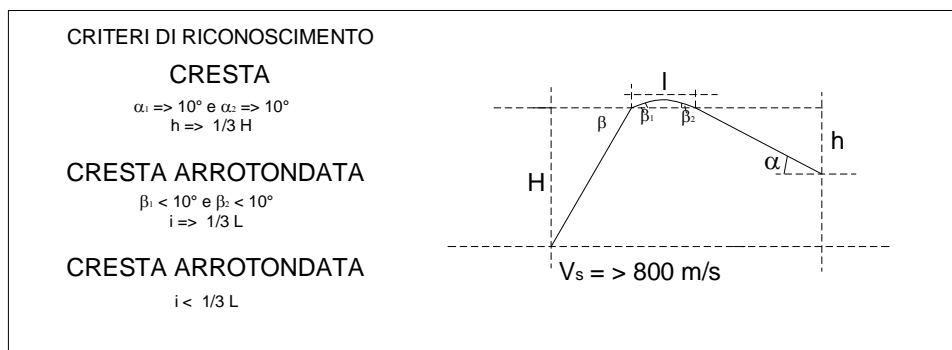 CRITERI DI RICONOSCIMENTO
CRESTA
α₁ => 10° e α₂ => 10°
h => 1/3 H
CRESTA ARROTONDATA
β₁ < 10° e β₂ < 10°
i => 1/3 L
CRESTA ARROTONDATA
i < 1/3 L
l
β
β₁
β₂
h
α
H
Vs = > 800 m/s